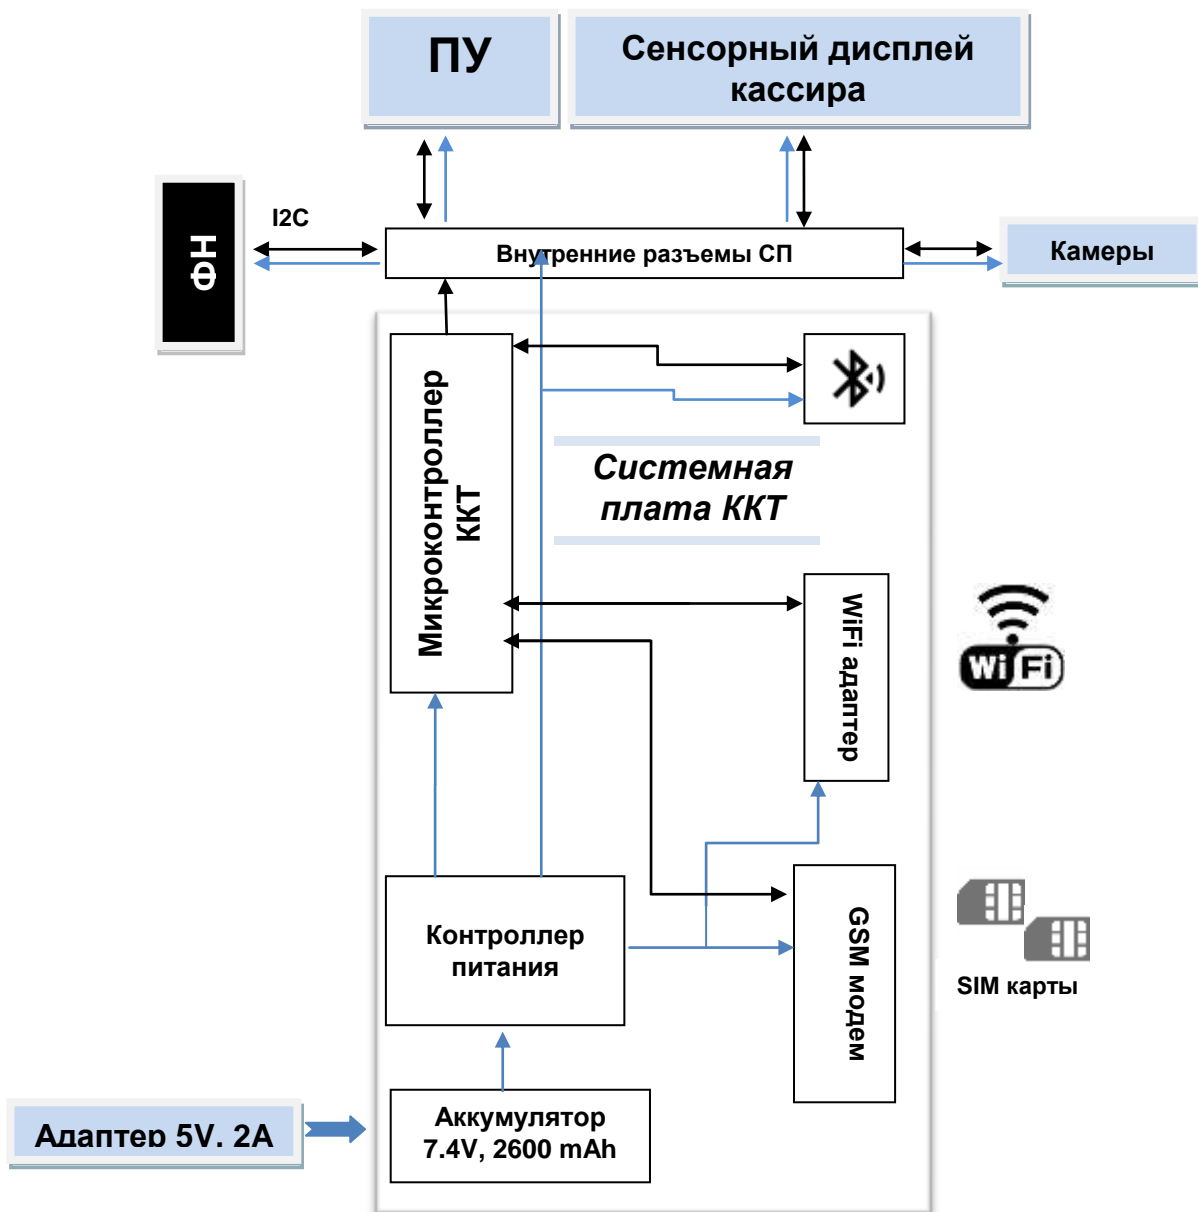 ПУ
Сенсорный дисплей
кассира
ФН
I2C
Внутренние разъемы СП
Камеры
Микроконтроллер
ККТ
Системная
плата ККТ
WiFi адаптер
Wi Fi
Контроллер
питания
GSM модем
SIM карты
Аккумулятор
7.4V, 2600 mAh
Адаптер 5V. 2A